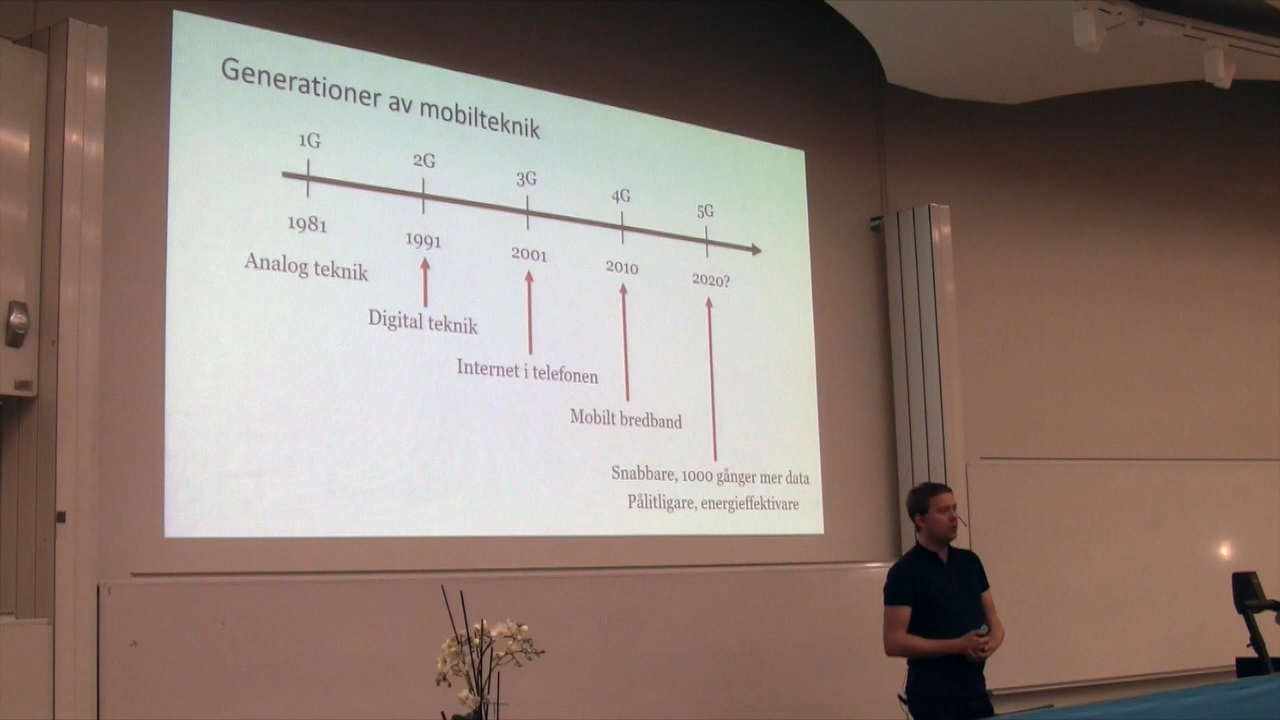 Generationer av mobilteknik
1G 2G 3G 4G 5G
1981 1991 2001 2010 2020?
Analog teknik
Digital teknik
Internet i telefonen
Mobilt bredband
Snabbare, 1000 gånger mer data
Pålitligare, energieffektivare